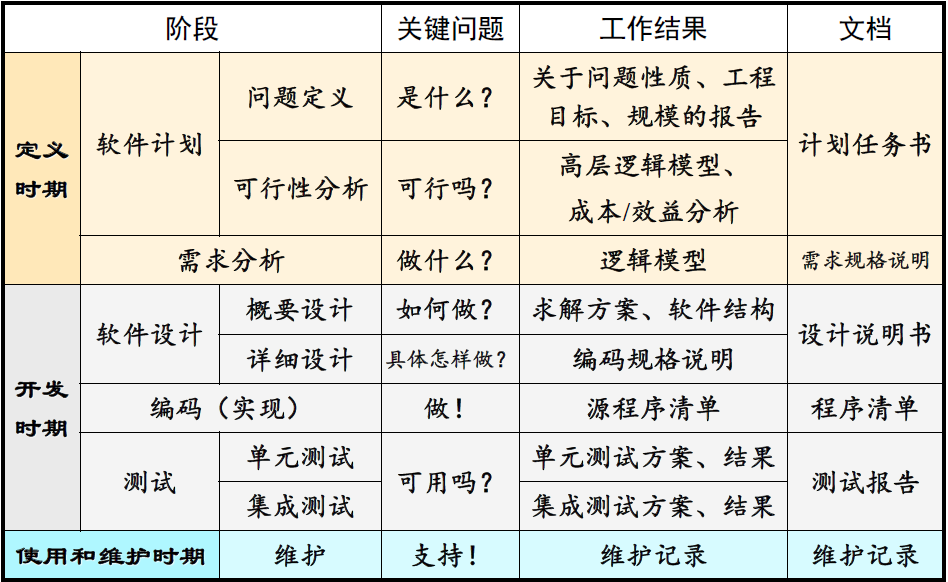 阶段 关键问题 工作结果 文档
定义
时期
软件计划
问题定义 是什么？ 关于问题性质、工程
目标、规模的报告
计划任务书
可行性分析 可行吗？ 高层逻辑模型、
成本/效益分析
需求分析 做什么？ 逻辑模型 需求规格说明
开发
时期
软件设计
概要设计 如何做？ 求解方案、软件结构
设计说明书
详细设计 具体怎样做？ 编码规格说明
编码（实现） 做！ 源程序清单 程序清单
测试
单元测试 单元测试方案、结果
可用吗？
测试报告
集成测试 集成测试方案、结果
使用和维护时期 维护 支持！ 维护记录 维护记录